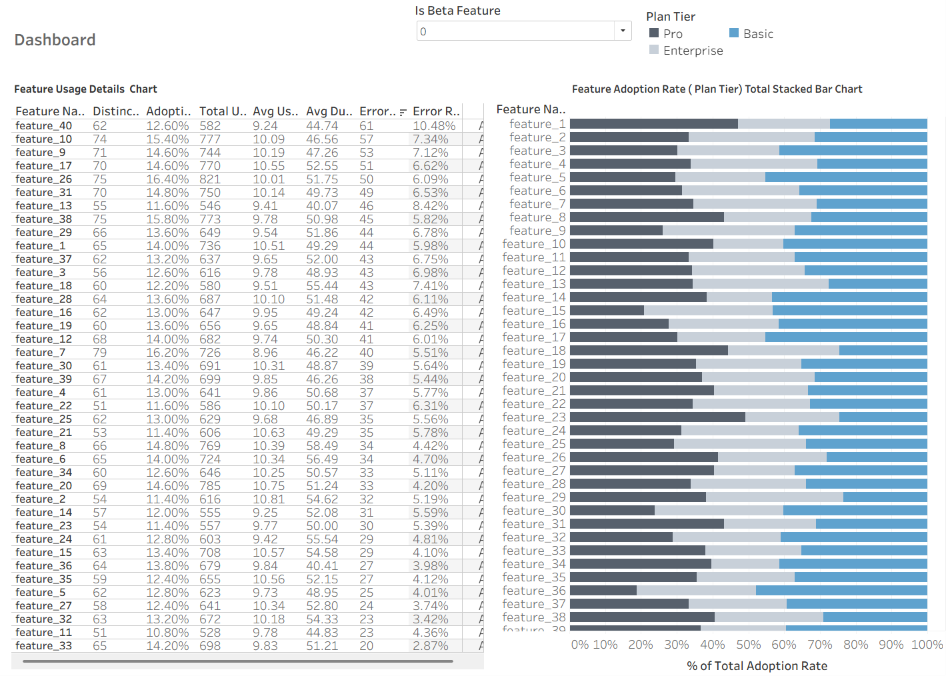 Is Beta Feature
0
Plan Tier
Pro
Basic
Enterprise
Dashboard
Feature Usage Details Chart
Feature Na.. Distinc.. Adopti.. Total U.. Avg Us.. Avg Du.. Error.. Error R..
feature_40 62 12.60% 582 9.24 44.74 61 10.48% A
feature_10 74 15.40% 777 10.09 46.56 57 7.34% A
feature_9 71 14.60% 744 10.19 47.26 53 7.12% A
feature_17 70 14.60% 770 10.55 52.55 51 6.62% A
feature_26 75 16.40% 821 10.01 51.75 50 6.09% A
feature_31 70 14.80% 750 10.14 49.73 49 6.53% A
feature_13 55 11.60% 546 9.41 40.07 46 8.42% A
feature_38 75 15.80% 773 9.78 50.98 45 5.82% A
feature_29 66 13.60% 649 9.54 51.86 44 6.78% A
feature_1 65 14.00% 736 10.51 49.29 44 5.98% A
feature_37 62 13.20% 637 9.65 52.00 43 6.75% A
feature_3 56 12.60% 616 9.78 48.93 43 6.98% A
feature_18 60 12.20% 580 9.51 55.44 43 7.41% A
feature_28 64 13.60% 687 10.10 51.48 42 6.11% A
feature_16 62 13.00% 647 9.95 49.24 42 6.49% A
feature_19 60 13.60% 656 9.65 48.84 41 6.25% A
feature_12 68 14.00% 682 9.74 50.30 41 6.01% A
feature_7 79 16.20% 726 8.96 46.22 40 5.51% A
feature_30 61 13.40% 691 10.31 48.87 39 5.64% A
feature_39 67 14.20% 699 9.85 46.26 38 5.44% A
feature_4 61 13.00% 641 9.86 50.68 37 5.77% A
feature_22 51 11.60% 586 10.10 50.17 37 6.31% A
feature_25 62 13.00% 629 9.68 46.89 35 5.56% A
feature_21 53 11.40% 606 10.63 49.29 35 5.78% A
feature_8 66 14.80% 769 10.39 58.49 34 4.42% A
feature_6 65 14.00% 724 10.34 56.49 34 4.70% A
feature_34 60 12.60% 646 10.25 50.57 33 5.11% A
feature_20 69 14.60% 785 10.75 51.24 33 4.20% A
feature_2 54 11.40% 616 10.81 54.62 32 5.19% A
feature_14 57 12.00% 555 9.25 52.08 31 5.59% A
feature_23 54 11.40% 557 9.77 50.00 30 5.39% A
feature_24 61 12.80% 603 9.42 55.54 29 4.81% A
feature_15 63 13.40% 708 10.57 54.58 29 4.10% A
feature_36 64 13.80% 679 9.84 40.41 27 3.98% A
feature_35 59 12.40% 655 10.56 52.15 27 4.12% A
feature_5 62 12.80% 623 9.73 48.95 25 4.01% A
feature_27 58 12.40% 641 10.34 52.80 24 3.74% A
feature_32 63 13.20% 672 10.18 54.33 23 3.42% A
feature_11 51 10.80% 528 9.78 44.83 23 4.36% A
feature_33 65 14.20% 698 9.83 51.21 20 2.87% A
Feature Adoption Rate ( Plan Tier) Total Stacked Bar Chart
Feature Na..
feature_1
feature_2
feature_3
feature_4
feature_5
feature_6
feature_7
feature_8
feature_9
feature_10
feature_11
feature_12
feature_13
feature_14
feature_15
feature_16
feature_17
feature_18
feature_19
feature_20
feature_21
feature_22
feature_23
feature_24
feature_25
feature_26
feature_27
feature_28
feature_29
feature_30
feature_31
feature_32
feature_33
feature_34
feature_35
feature_36
feature_37
feature_38
feature_39
0% 10% 20% 30% 40% 50% 60% 70% 80% 90% 100%
% of Total Adoption Rate